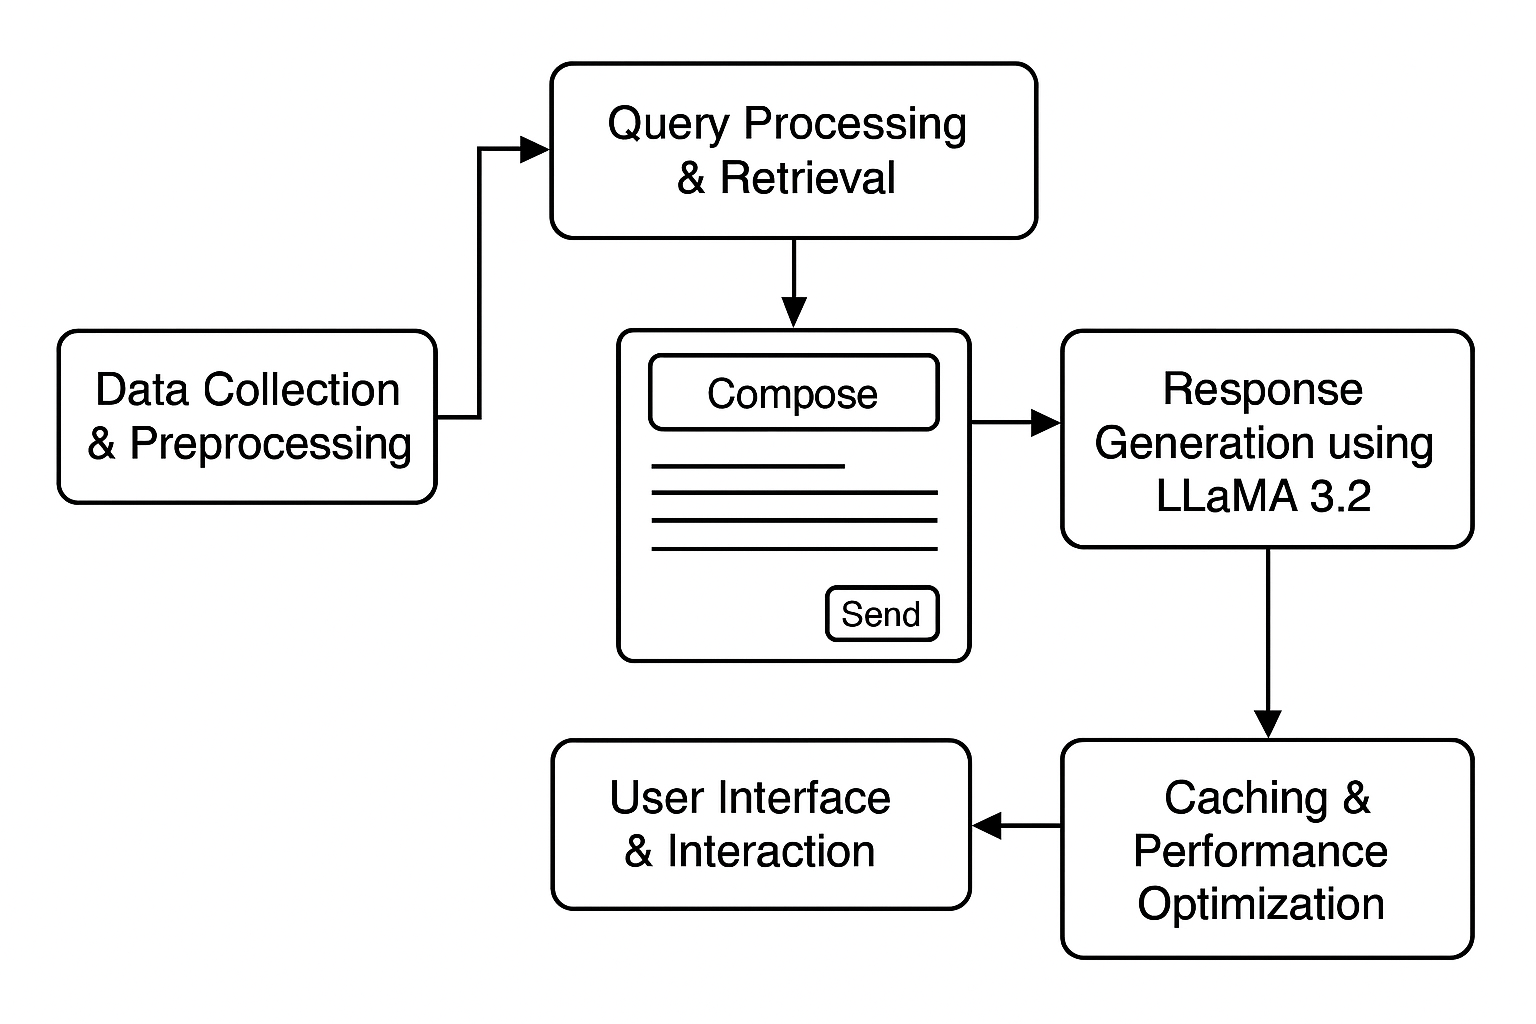 Query Processing
& Retrieval
Data Collection
& Preprocessing
Compose
Send
Response
Generation using
LLaMA 3.2
User Interface
& Interaction
Caching &
Performance
Optimization